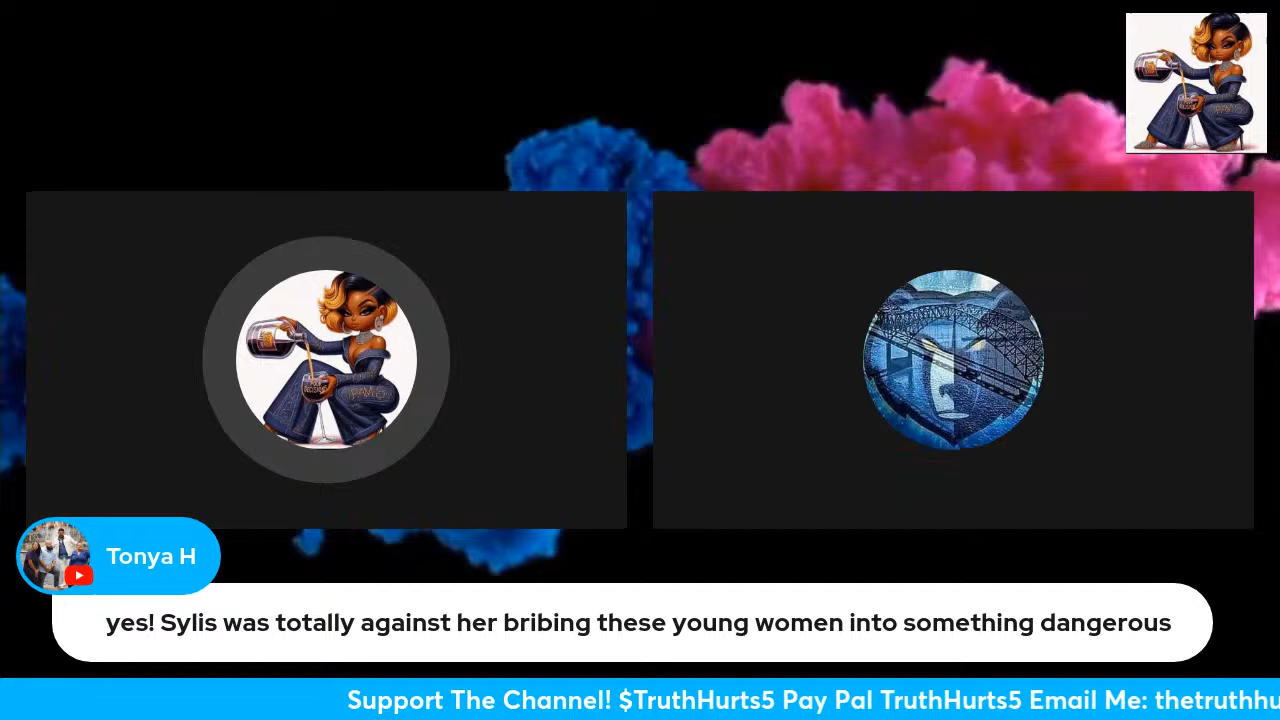 Tonya H
yes! Sylis was totally against her bribing these young women into something dangerous
Support The Channel! $TruthHurts5 Pay Pal TruthHurts5 Email Me: thetruthhu